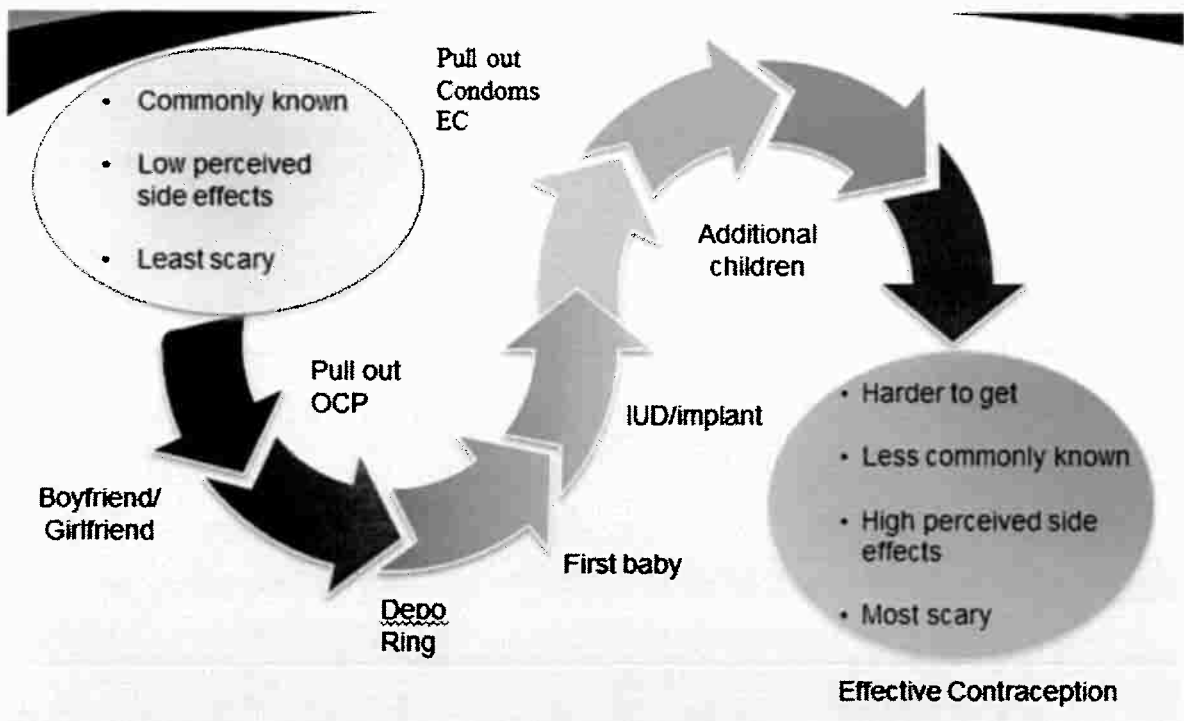 Commonly known
Low perceived
side effects
Least scary
Pull out
Condoms
EC
Pull out
OCP
Boyfriend/
Girlfriend
Depo
Ring
First baby
IUD/implant
Additional
children
Harder to get
Less commonly known
High perceived side
effects
Most scary
Effective Contraception